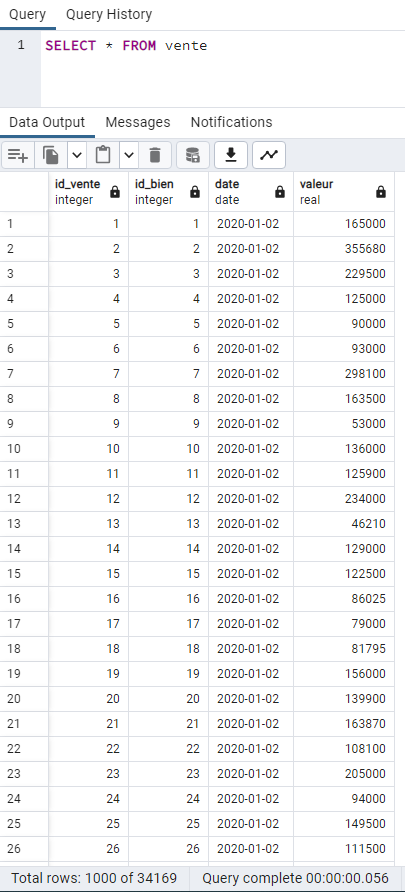 Query Query History
1 SELECT * FROM vente
Data Output Messages Notifications
id_vente id_bien date valeur
integer integer date real
1 1 1 2020-01-02 165000
2 2 2 2020-01-02 355680
3 3 3 2020-01-02 229500
4 4 4 2020-01-02 125000
5 5 5 2020-01-02 90000
6 6 6 2020-01-02 93000
7 7 7 2020-01-02 298100
8 8 8 2020-01-02 163500
9 9 9 2020-01-02 53000
10 10 10 2020-01-02 136000
11 11 11 2020-01-02 125900
12 12 12 2020-01-02 234000
13 13 13 2020-01-02 46210
14 14 14 2020-01-02 129000
15 15 15 2020-01-02 122500
16 16 16 2020-01-02 86025
17 17 17 2020-01-02 79000
18 18 18 2020-01-02 81795
19 19 19 2020-01-02 156000
20 20 20 2020-01-02 139900
21 21 21 2020-01-02 163870
22 22 22 2020-01-02 108100
23 23 23 2020-01-02 205000
24 24 24 2020-01-02 94000
25 25 25 2020-01-02 149500
26 26 26 2020-01-02 111500
Total rows: 1000 of 34169 Query complete 00:00:00.056